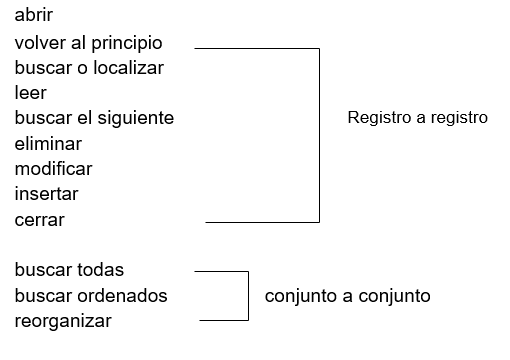 abrir
volver al principio
buscar o localizar
leer
buscar el siguiente
eliminar
modificar
insertar
cerrar
Registro a registro
buscar todas
buscar ordenados
reorganizar
conjunto a conjunto